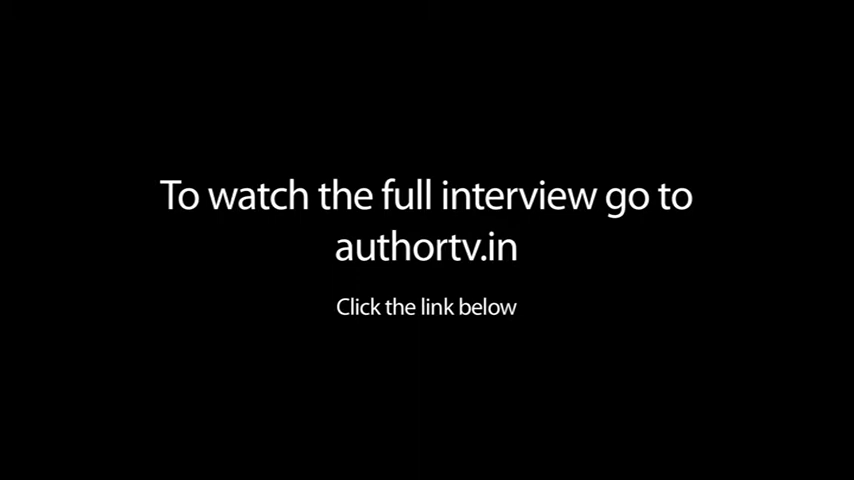 To watch the full interview go to
authortv.in
Click the link below